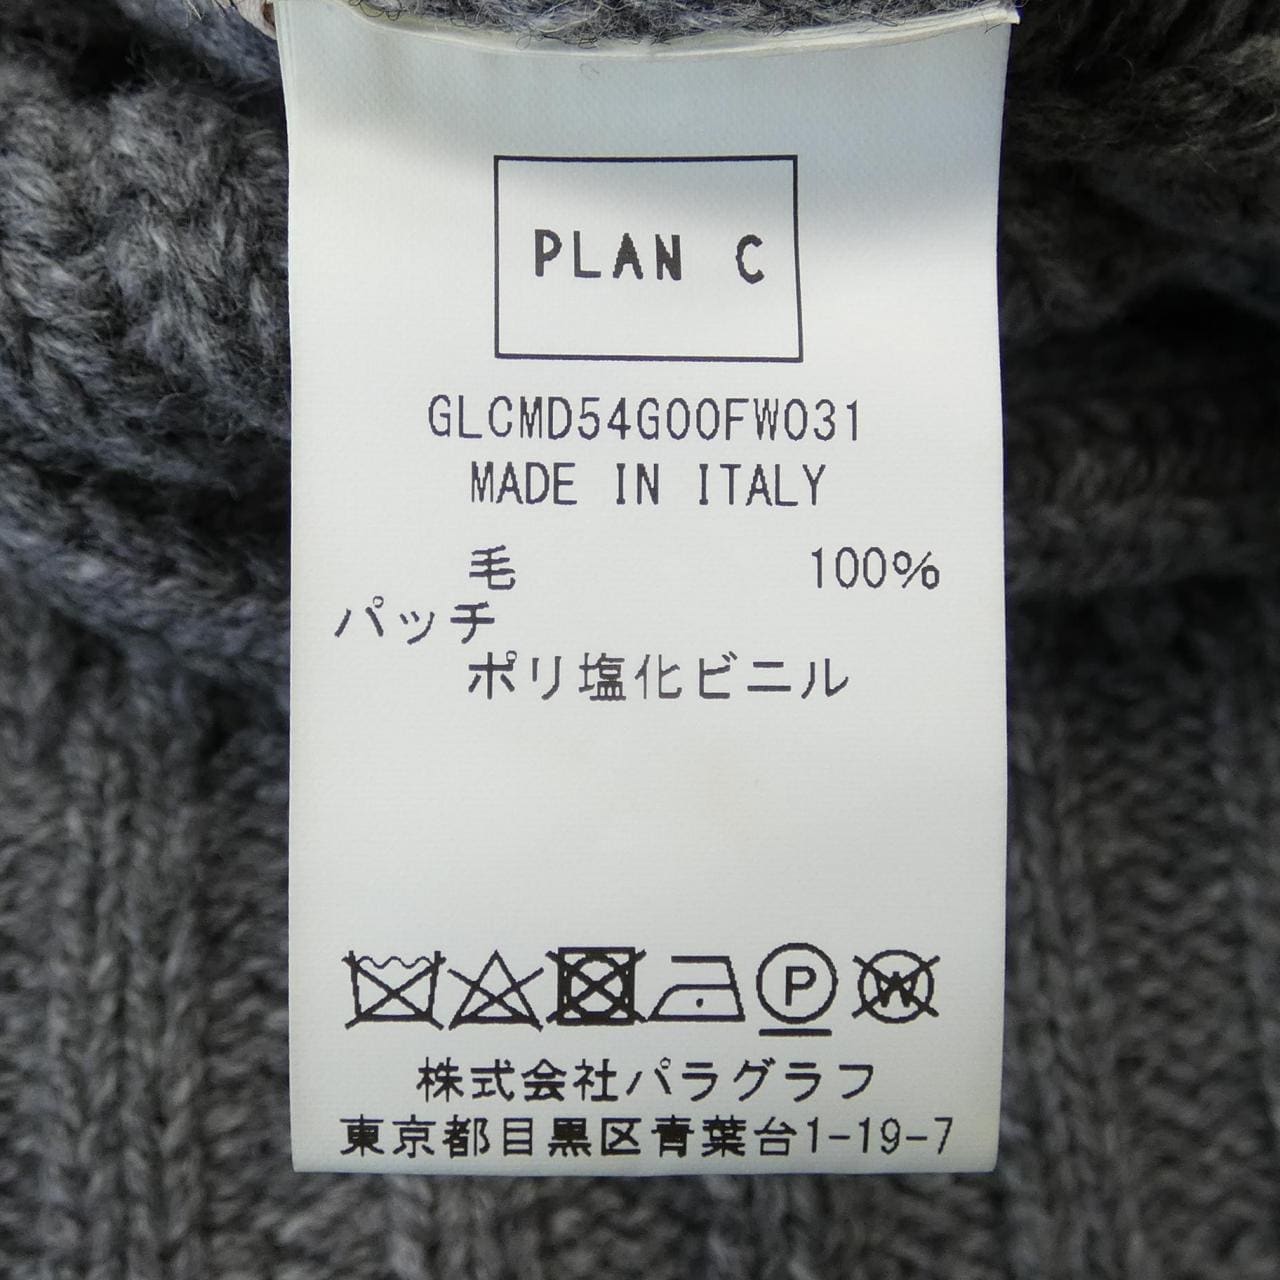 PLAN C
GLCMD54G00FW031
MADE IN ITALY
毛 100%
パッチ
ポリ塩化ビニル
P W
株式会社パラグラフ
東京都目黒区青葉台1-19-7